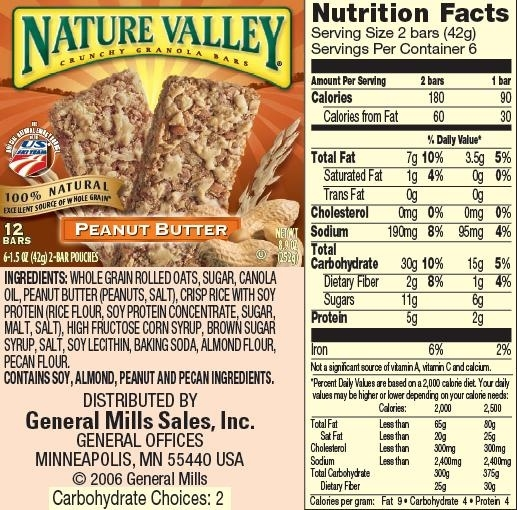 NATURE VALLEY®
CRUNCHY GRANOLA BARS
100% NATURAL
EXCELLENT SOURCE OF WHOLE GRAIN*
12
BARS
PEANUT BUTTER
NET WT
8.9 OZ
(252g)
6-1.5 OZ (42g) 2-BAR POUCHES
INGREDIENTS: WHOLE GRAIN ROLLED OATS, SUGAR, CANOLA
OIL, PEANUT BUTTER (PEANUTS, SALT), CRISP RICE WITH SOY
PROTEIN (RICE FLOUR, SOY PROTEIN CONCENTRATE, SUGAR,
MALT, SALT), HIGH FRUCTOSE CORN SYRUP, BROWN SUGAR
SYRUP, SALT, SOY LECITHIN, BAKING SODA, ALMOND FLOUR,
PECAN FLOUR.
CONTAINS SOY, ALMOND, PEANUT AND PECAN INGREDIENTS.
DISTRIBUTED BY
General Mills Sales, Inc.
GENERAL OFFICES
MINNEAPOLIS, MN 55440 USA
© 2006 General Mills
Carbohydrate Choices: 2
Nutrition Facts
Serving Size 2 bars (42g)
Servings Per Container 6
Amount Per Serving 2 bars 1 bar
Calories 180 90
Calories from Fat 60 30
% Daily Value*
Total Fat 7g 10% 3.5g 5%
Saturated Fat 1g 4% 0g 0%
Trans Fat 0g 0g
Cholesterol 0mg 0% 0mg 0%
Sodium 190mg 8% 95mg 4%
Total
Carbohydrate 30g 10% 15g 5%
Dietary Fiber 2g 8% 1g 4%
Sugars 11g 6g
Protein 5g 2g
Iron 6% 2%
Not a significant source of vitamin A, vitamin C and calcium.
*Percent Daily Values are based on a 2,000 calorie diet. Your daily
values may be higher or lower depending on your calorie needs:
Calories: 2,000 2,500
Total Fat Less than 65g 80g
Sat Fat Less than 20g 25g
Cholesterol Less than 300mg 300mg
Sodium Less than 2,400mg 2,400mg
Total Carbohydrate 300g 375g
Dietary Fiber 25g 30g
Calories per gram: Fat 9 • Carbohydrate 4 • Protein 4